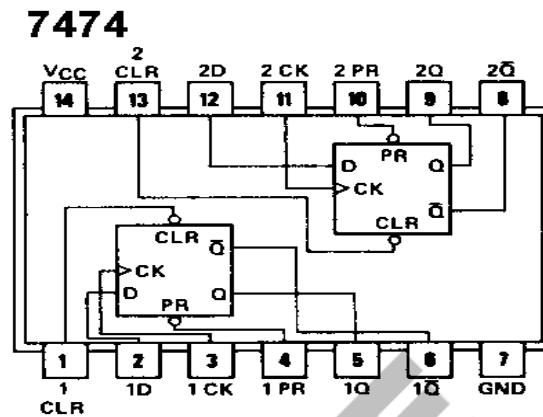 7474
VCC 2 CLR 2D 2 CK 2 PR 2Q 2Q̅
14 13 12 11 10 9 8
PR
D Q
CK
CLR Q̅
CLR Q̅
CK
D Q
PR
1 2 3 4 5 6 7
1 CLR 1D 1 CK 1 PR 1Q 1Q̅ GND